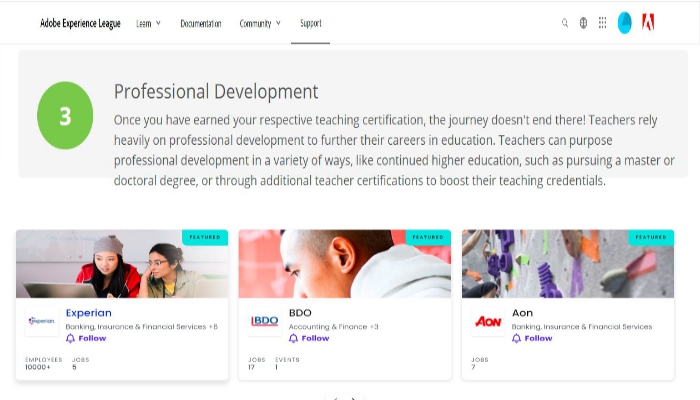 Adobe Experience League Learn Documentation Community Support
3
Professional Development
Once you have earned your respective teaching certification, the journey doesn't end there! Teachers rely
heavily on professional development to further their careers in education. Teachers can purpose
professional development in a variety of ways, like continued higher education, such as pursuing a master or
doctoral degree, or through additional teacher certifications to boost their teaching credentials.
FEATURED
experian.
Experian
Banking, Insurance & Financial Services +8
Follow
EMPLOYEES JOBS
10000+ 5
FEATURED
BDO
BDO
Accounting & Finance +3
Follow
JOBS EVENTS
17 1
FEATURED
AON
Aon
Banking, Insurance & Financial Services
Follow
JOBS
7